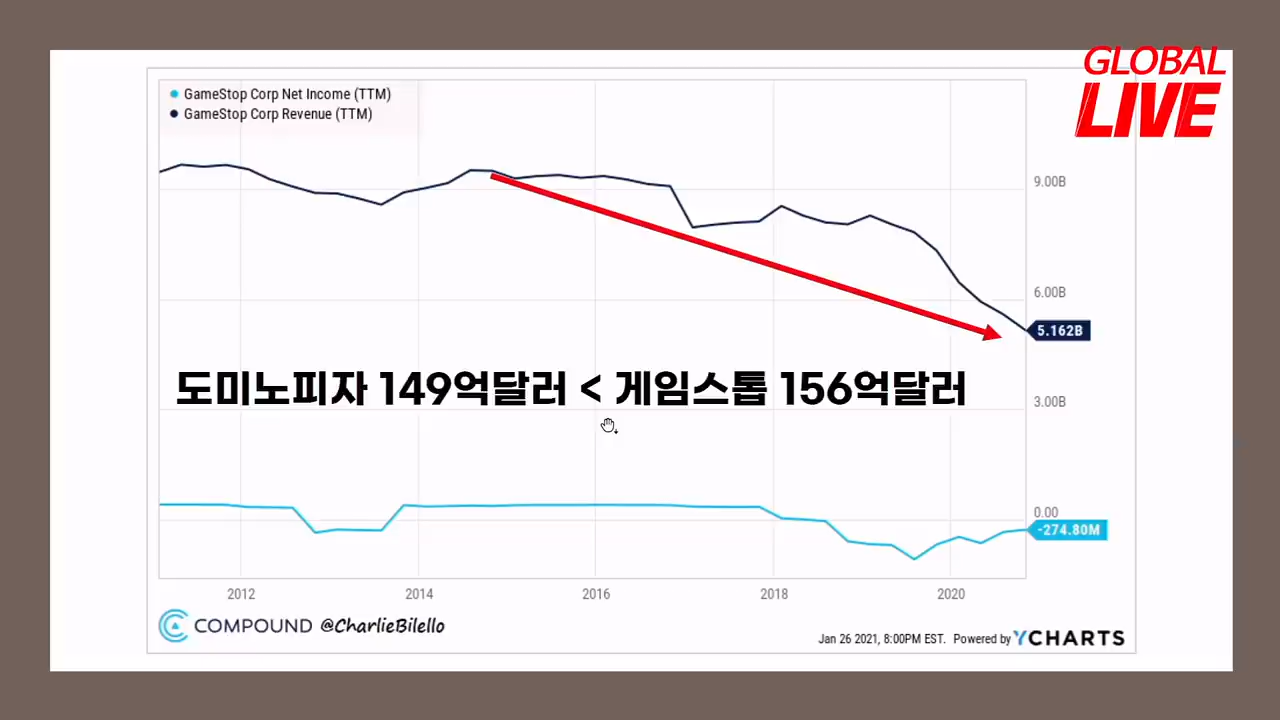 GLOBAL
LIVE
GameStop Corp Net Income (TTM)
GameStop Corp Revenue (TTM)
9.00B
6.00B
5.162B
도미노피자 149억달러 < 게임스톱 156억달러
3.00B
0.00
-274.80M
2012 2014 2016 2018 2020
COMPOUND @CharlieBilello
Jan 26 2021, 8:00PM EST. Powered by YCHARTS